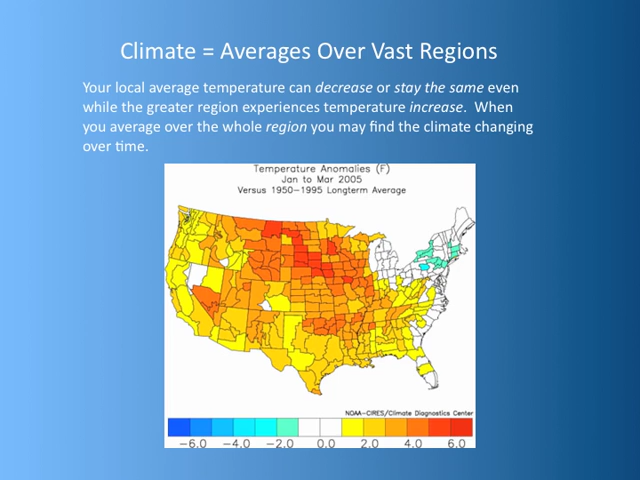 Climate = Averages Over Vast Regions
Your local average temperature can decrease or stay the same even
while the greater region experiences temperature increase.  When
you average over the whole region you may find the climate changing
over time.
Temperature Anomalies (F)
Jan to Mar 2005
Versus 1950−1995 Longterm Average
NOAA−CIRES/Climate Diagnostics Center
−6.0 −4.0 −2.0 0.0 2.0 4.0 6.0